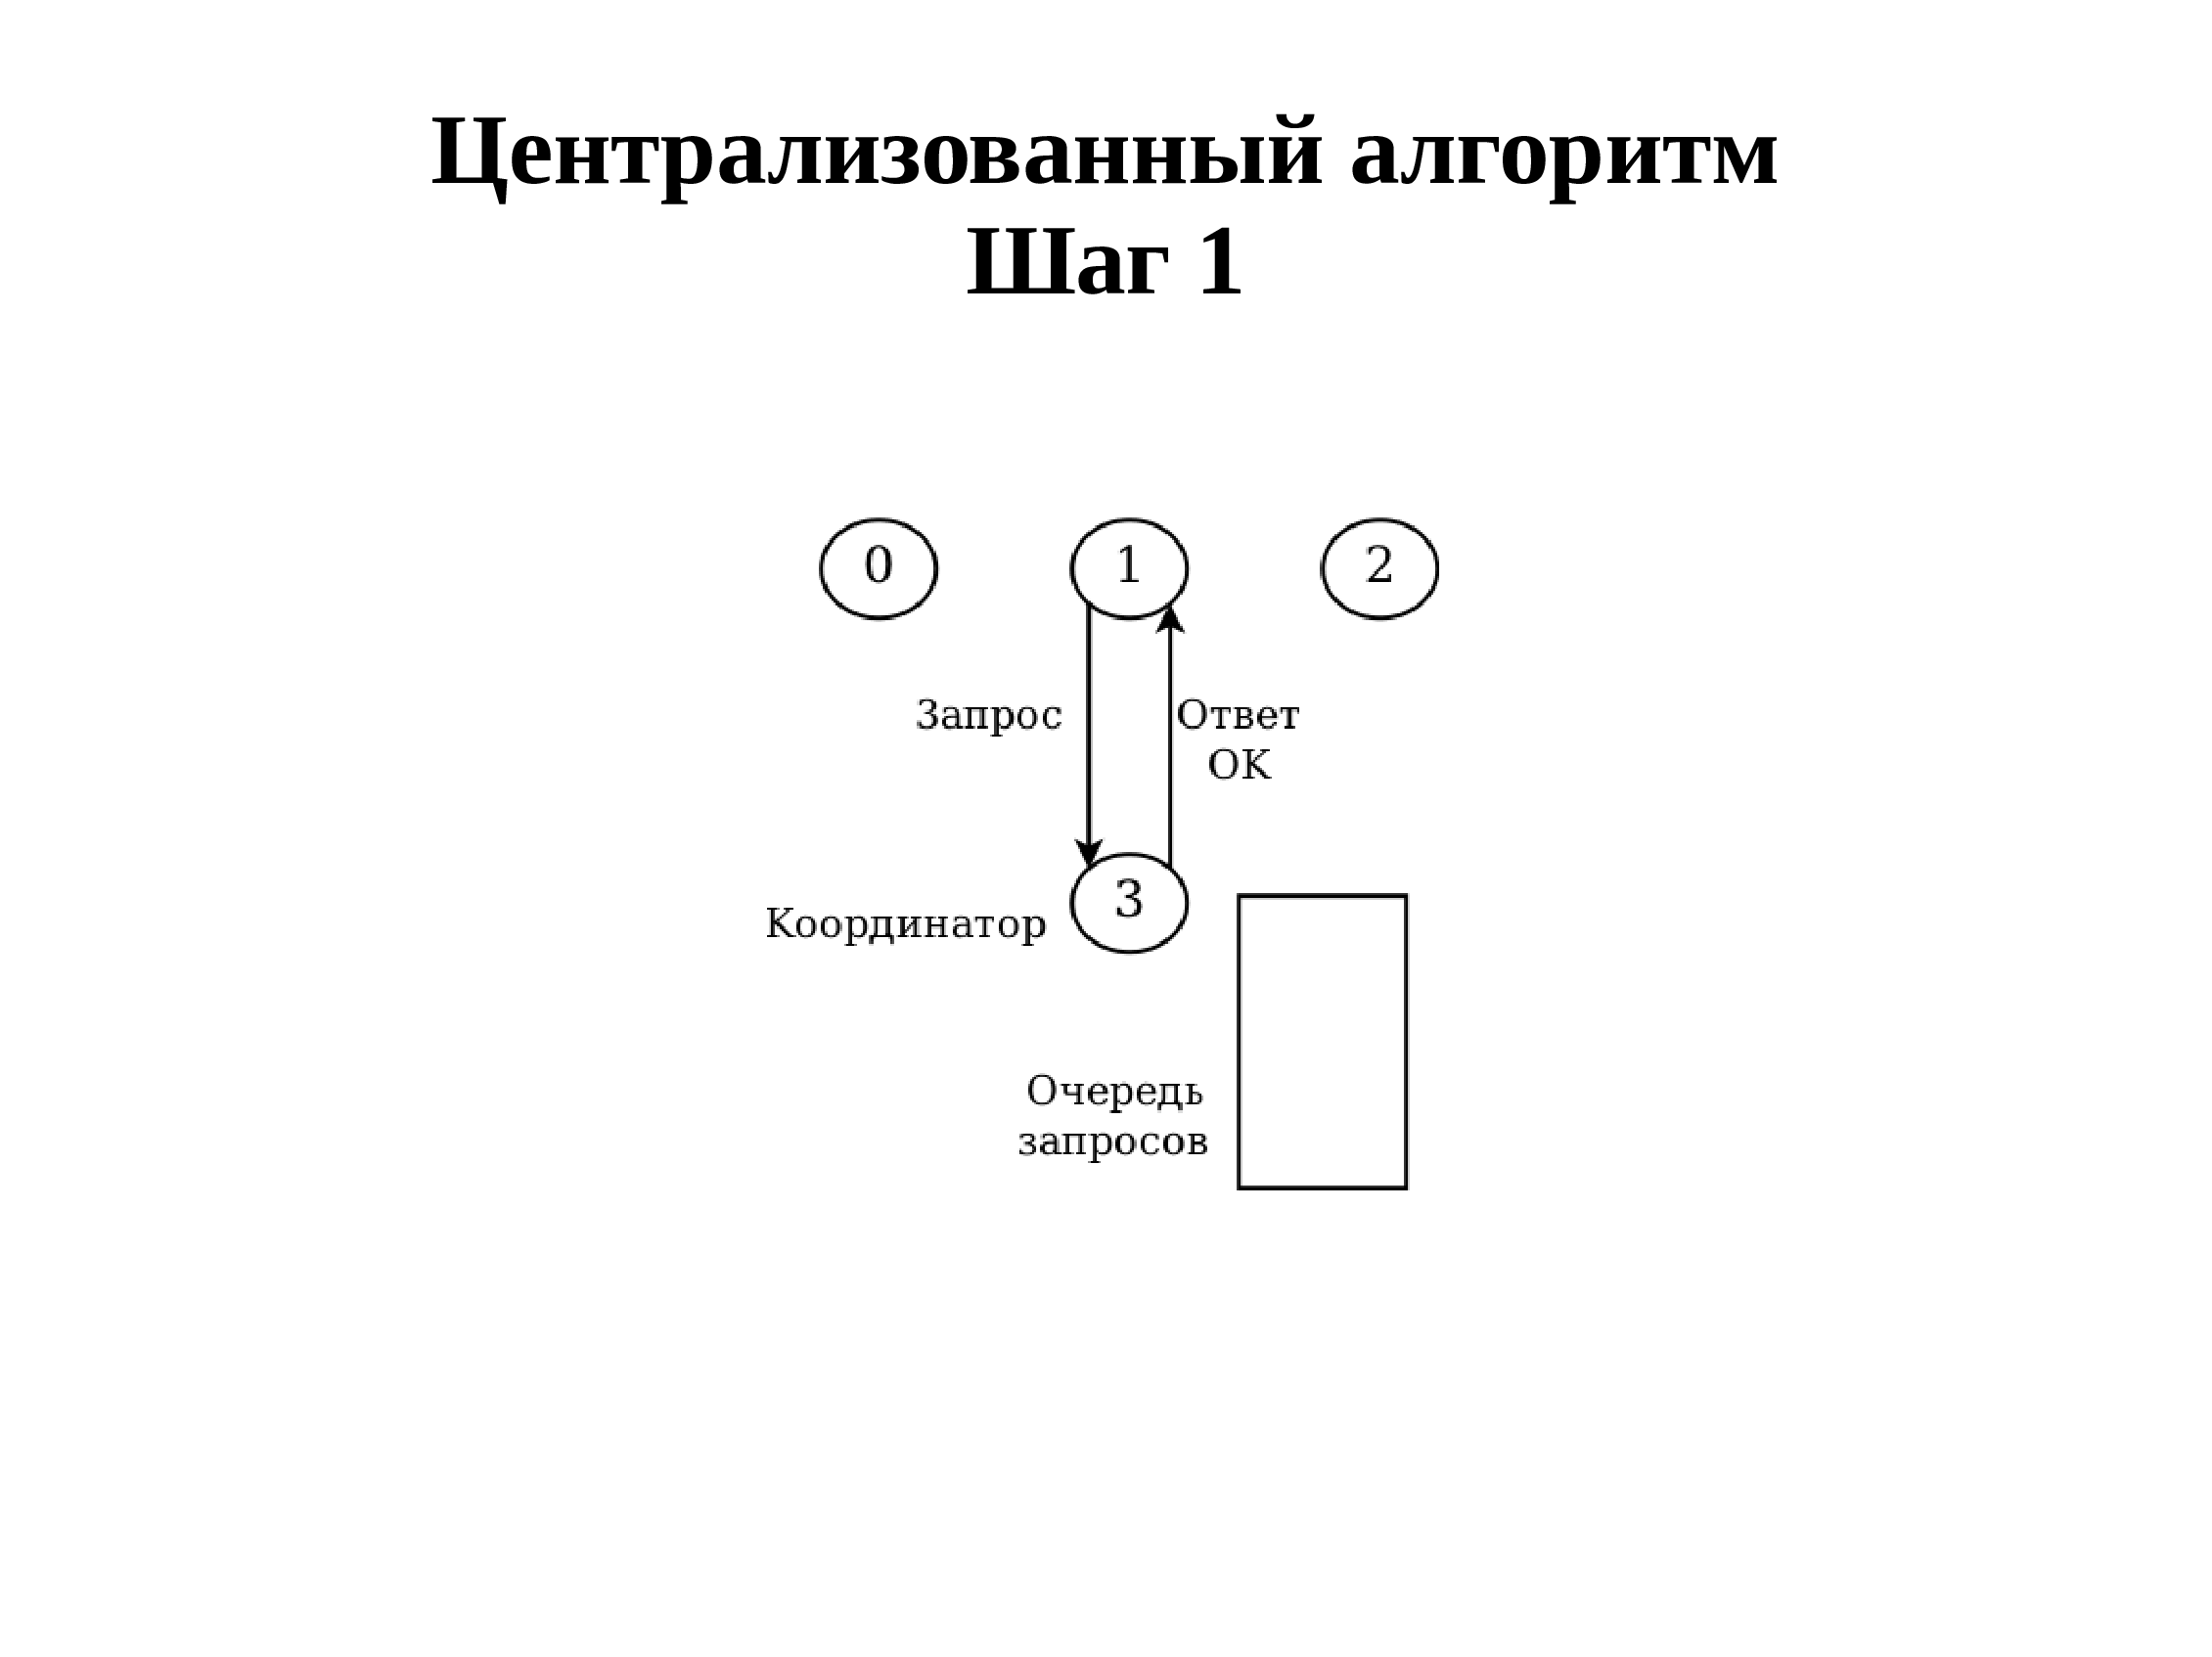 Централизованный алгоритм
Шаг 1
0
1
2
Запрос
Ответ
OK
3
Координатор
Очередь
запросов